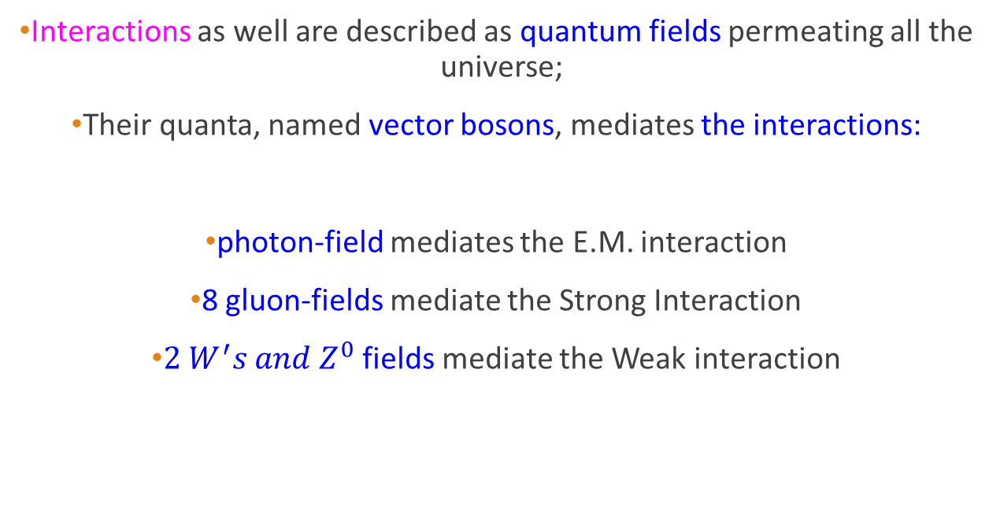 •Interactions as well are described as quantum fields permeating all the
universe;
•Their quanta, named vector bosons, mediates the interactions:
•photon-field mediates the E.M. interaction
•8 gluon-fields mediate the Strong Interaction
•2 W′s and Z⁰ fields mediate the Weak interaction